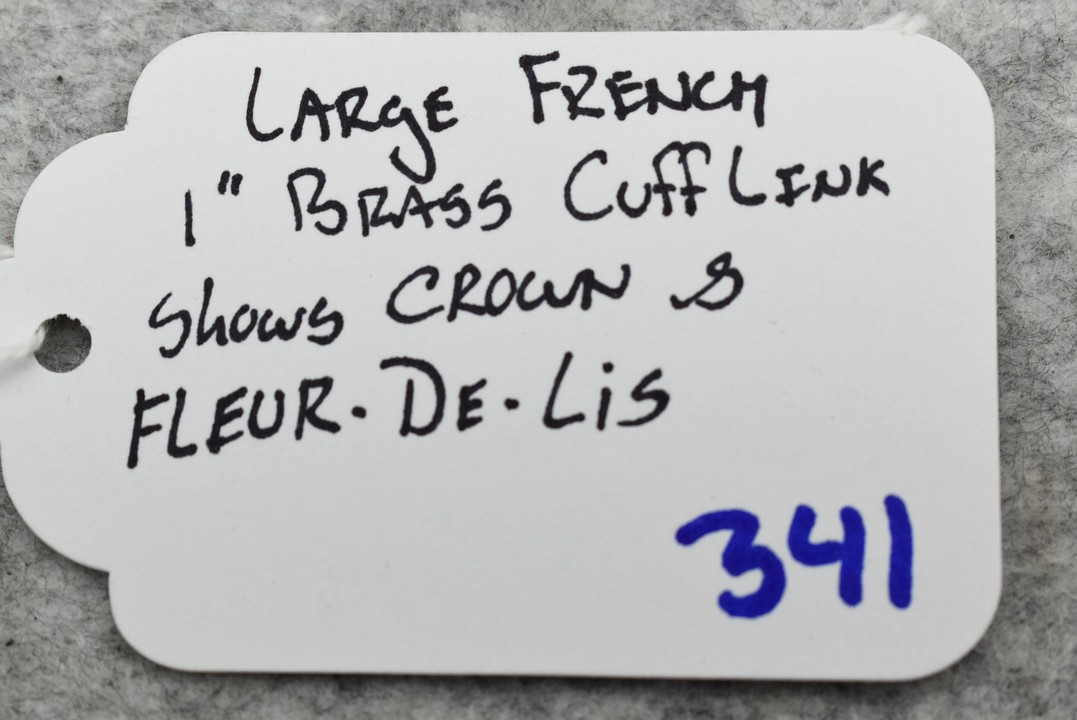 LARgE FRENCH
1" BRASS Cuff LINK
Shows CROWN &
FLEUR-DE-LiS
341